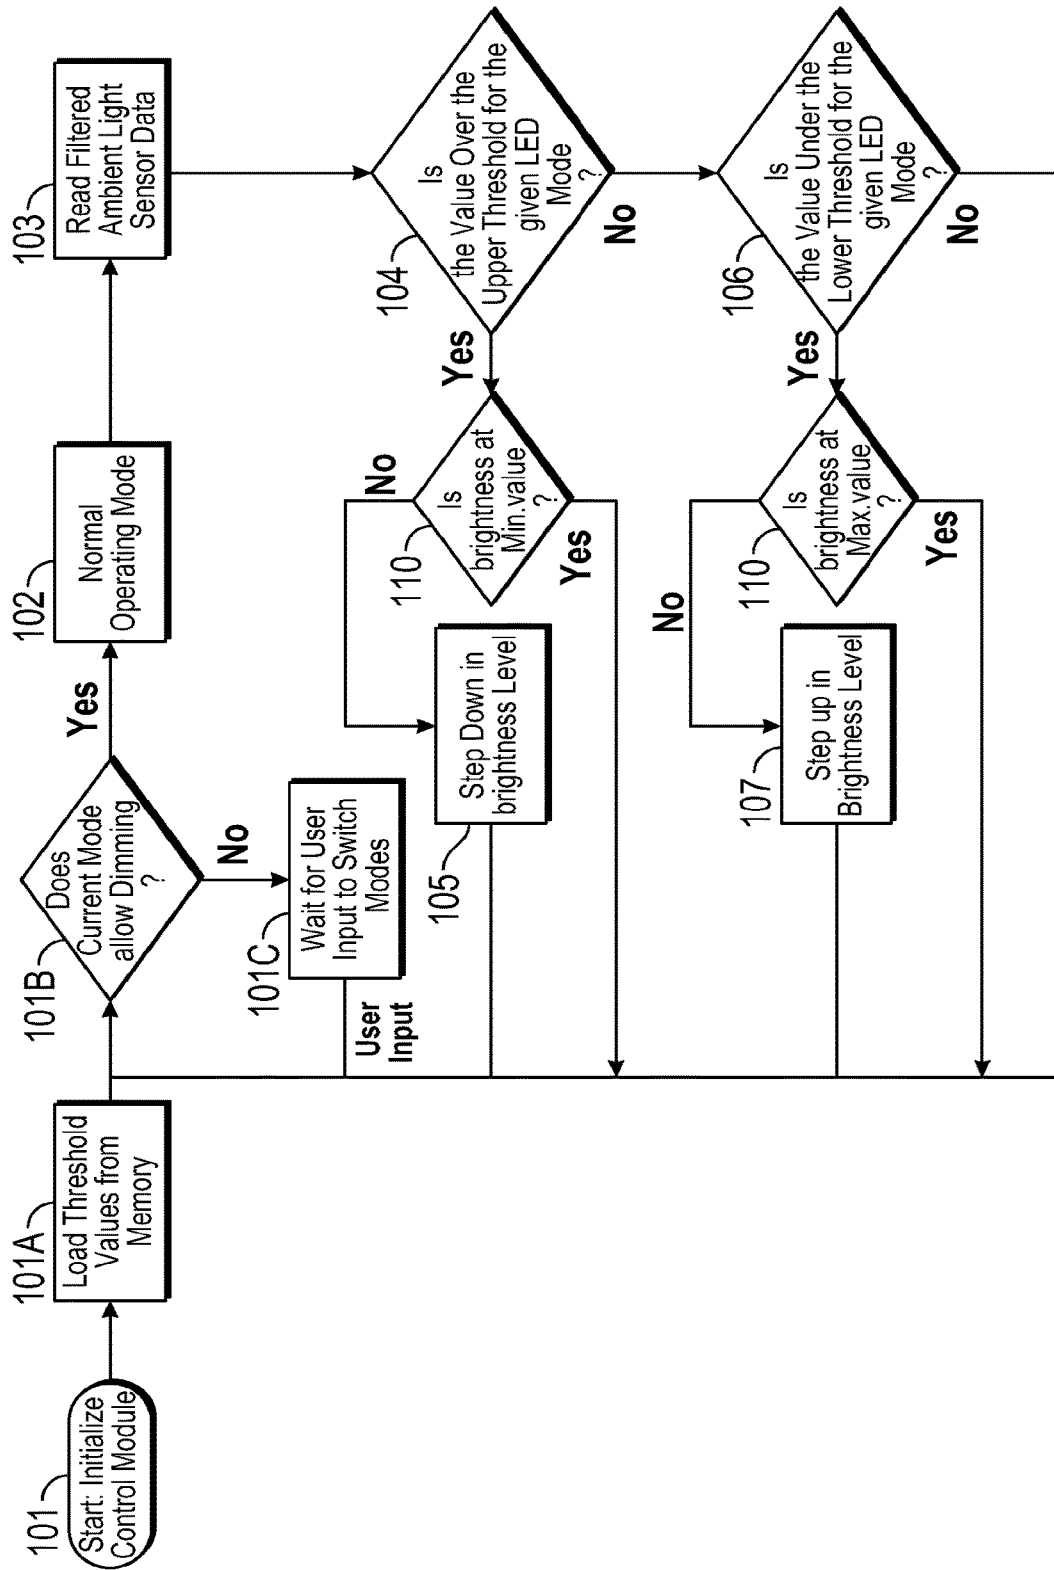 101
Start: Initialize
Control Module
101A
Load Threshold
Values from
Memory
101B
Does
Current Mode
allow Dimming
?
Yes
No
101C
Wait for User
Input to Switch
Modes
User
Input
102
Normal
Operating Mode
103
Read Filtered
Ambient Light
Sensor Data
104
Is
the Value Over the
Upper Threshold for the
given LED
Mode
?
Yes
No
110
Is
brightness at
Min.value
?
No
Yes
105
Step Down in
brightness Level
106
Is
the Value Under the
Lower Threshold for the
given LED
Mode
?
Yes
No
110
Is
brightness at
Max.value
?
No
Yes
107
Step up in
Brightness Level